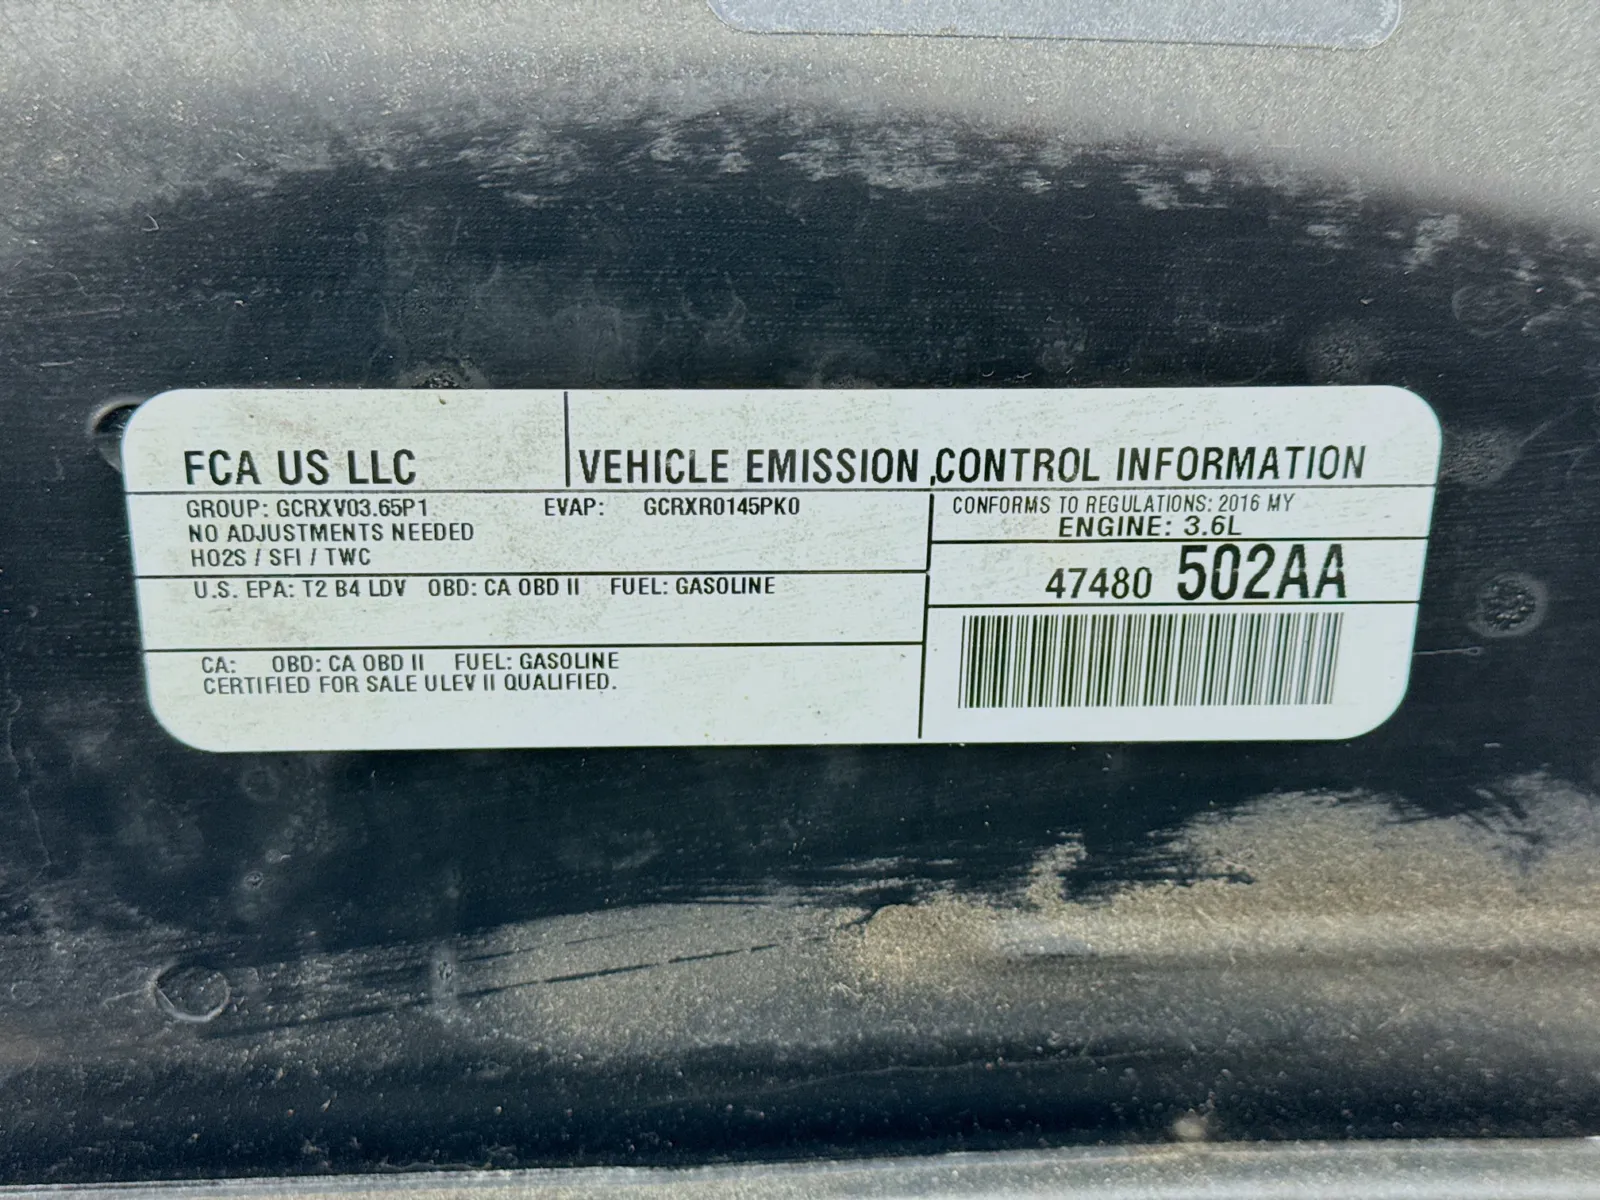 FCA US LLC VEHICLE EMISSION CONTROL INFORMATION
GROUP: GCRXV03.65P1 EVAP: GCRXR0145PK0
NO ADJUSTMENTS NEEDED
HO2S / SFI / TWC
U.S. EPA: T2 B4 LDV OBD: CA OBD II FUEL: GASOLINE
CA: OBD: CA OBD II FUEL: GASOLINE
CERTIFIED FOR SALE ULEV II QUALIFIED.
CONFORMS TO REGULATIONS: 2016 MY
ENGINE: 3.6L
47480 502AA